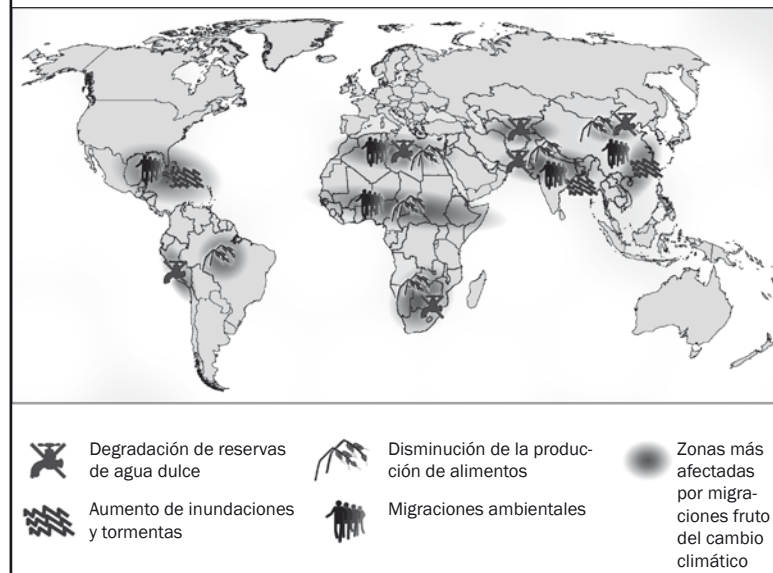 Degradación de reservas
de agua dulce
Aumento de inundaciones
y tormentas
Disminución de la produc-
ción de alimentos
Migraciones ambientales
Zonas más
afectadas
por migra-
ciones fruto
del cambio
climático